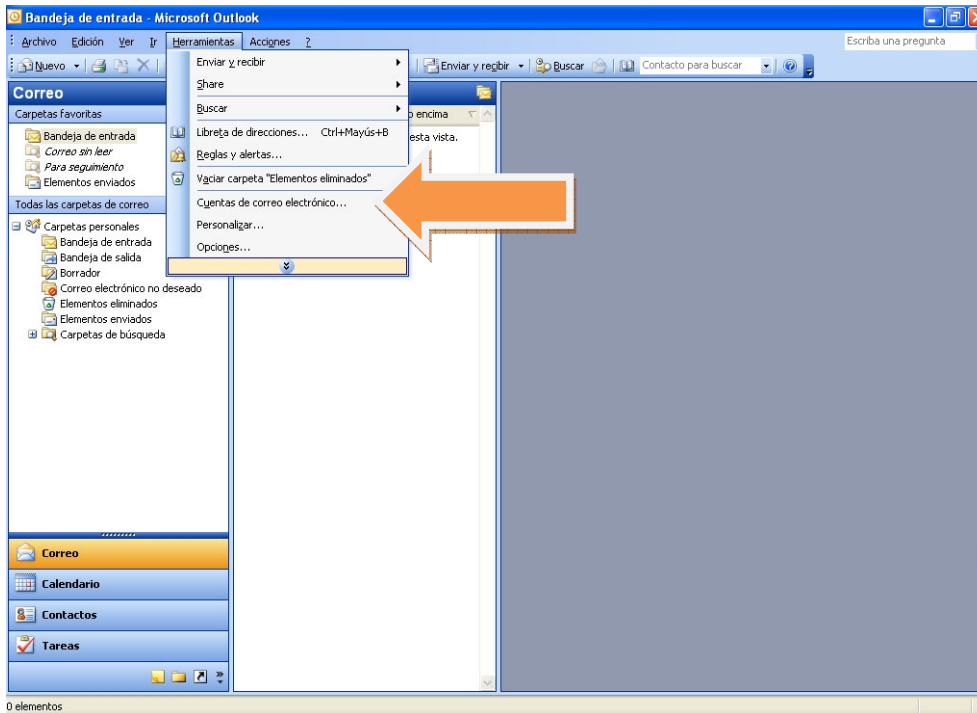 Bandeja de entrada - Microsoft Outlook
Archivo Edición Ver Ir Herramientas Acciones ?
Escriba una pregunta
Nuevo
Enviar y recibir
Buscar
Contacto para buscar
Correo
Carpetas favoritas
Bandeja de entrada
Correo sin leer
Para seguimiento
Elementos enviados
Todas las carpetas de correo
Carpetas personales
Bandeja de entrada
Bandeja de salida
Borrador
Correo electrónico no deseado
Elementos eliminados
Elementos enviados
Carpetas de búsqueda
Enviar y recibir
Share
Buscar
Libreta de direcciones... Ctrl+Mayús+B
Reglas y alertas...
Vaciar carpeta "Elementos eliminados"
Cuentas de correo electrónico...
Personalizar...
Opciones...
encima
esta vista.
Correo
Calendario
Contactos
Tareas
0 elementos